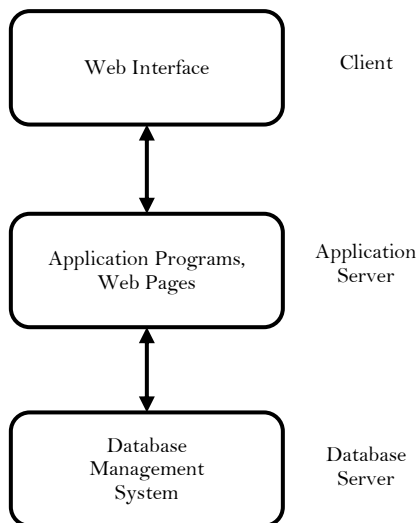 Web Interface
Client
Application Programs,
Web Pages
Application
Server
Database
Management
System
Database
Server